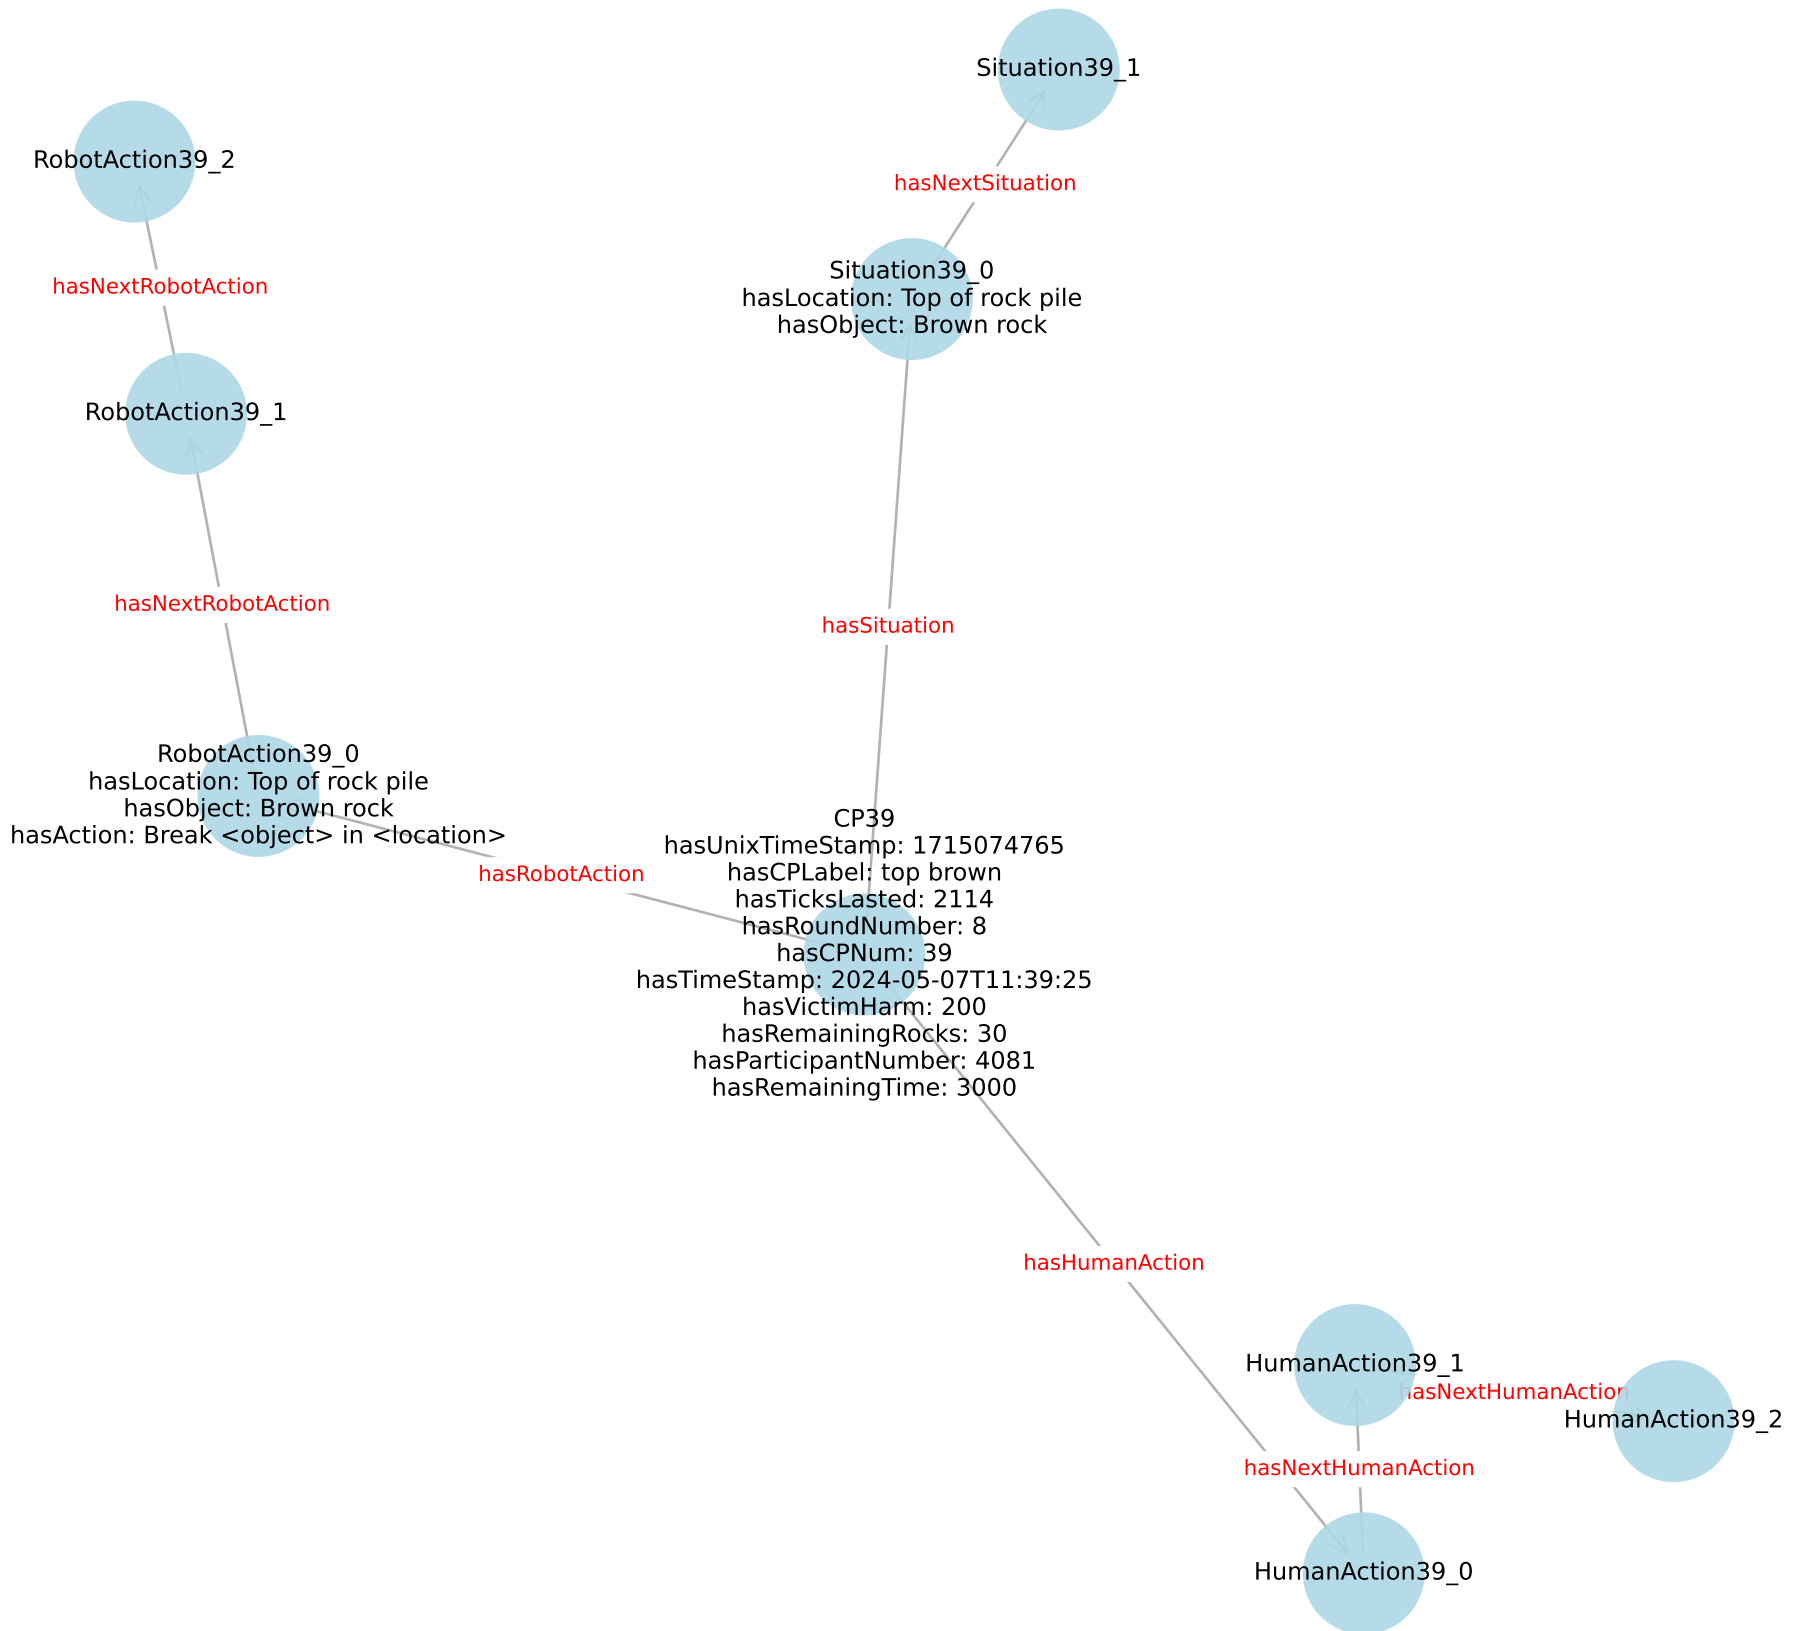 Situation39_1
RobotAction39_2
hasNextSituation
Situation39_0
hasLocation: Top of rock pile
hasObject: Brown rock
hasNextRobotAction
RobotAction39_1
hasNextRobotAction
hasSituation
RobotAction39_0
hasLocation: Top of rock pile
hasObject: Brown rock
hasAction: Break <object> in <location>
hasRobotAction
CP39
hasUnixTimeStamp: 1715074765
hasCPLabel: top brown
hasTicksLasted: 2114
hasRoundNumber: 8
hasCPNum: 39
hasTimeStamp: 2024-05-07T11:39:25
hasVictimHarm: 200
hasRemainingRocks: 30
hasParticipantNumber: 4081
hasRemainingTime: 3000
hasHumanAction
HumanAction39_1
hasNextHumanAction
HumanAction39_2
hasNextHumanAction
HumanAction39_0